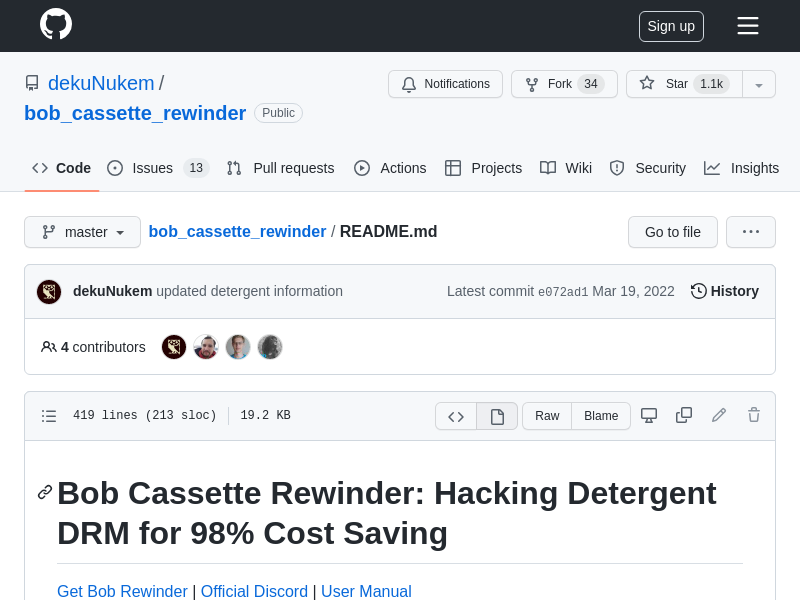 Sign up
dekuNukem /
bob_cassette_rewinder Public
Notifications Fork 34 Star 1.1k
Code Issues 13 Pull requests Actions Projects Wiki Security Insights
master bob_cassette_rewinder / README.md Go to file
dekuNukem updated detergent information Latest commit e072ad1 Mar 19, 2022 History
4 contributors
419 lines (213 sloc) 19.2 KB Raw Blame
Bob Cassette Rewinder: Hacking Detergent
DRM for 98% Cost Saving
Get Bob Rewinder | Official Discord | User Manual